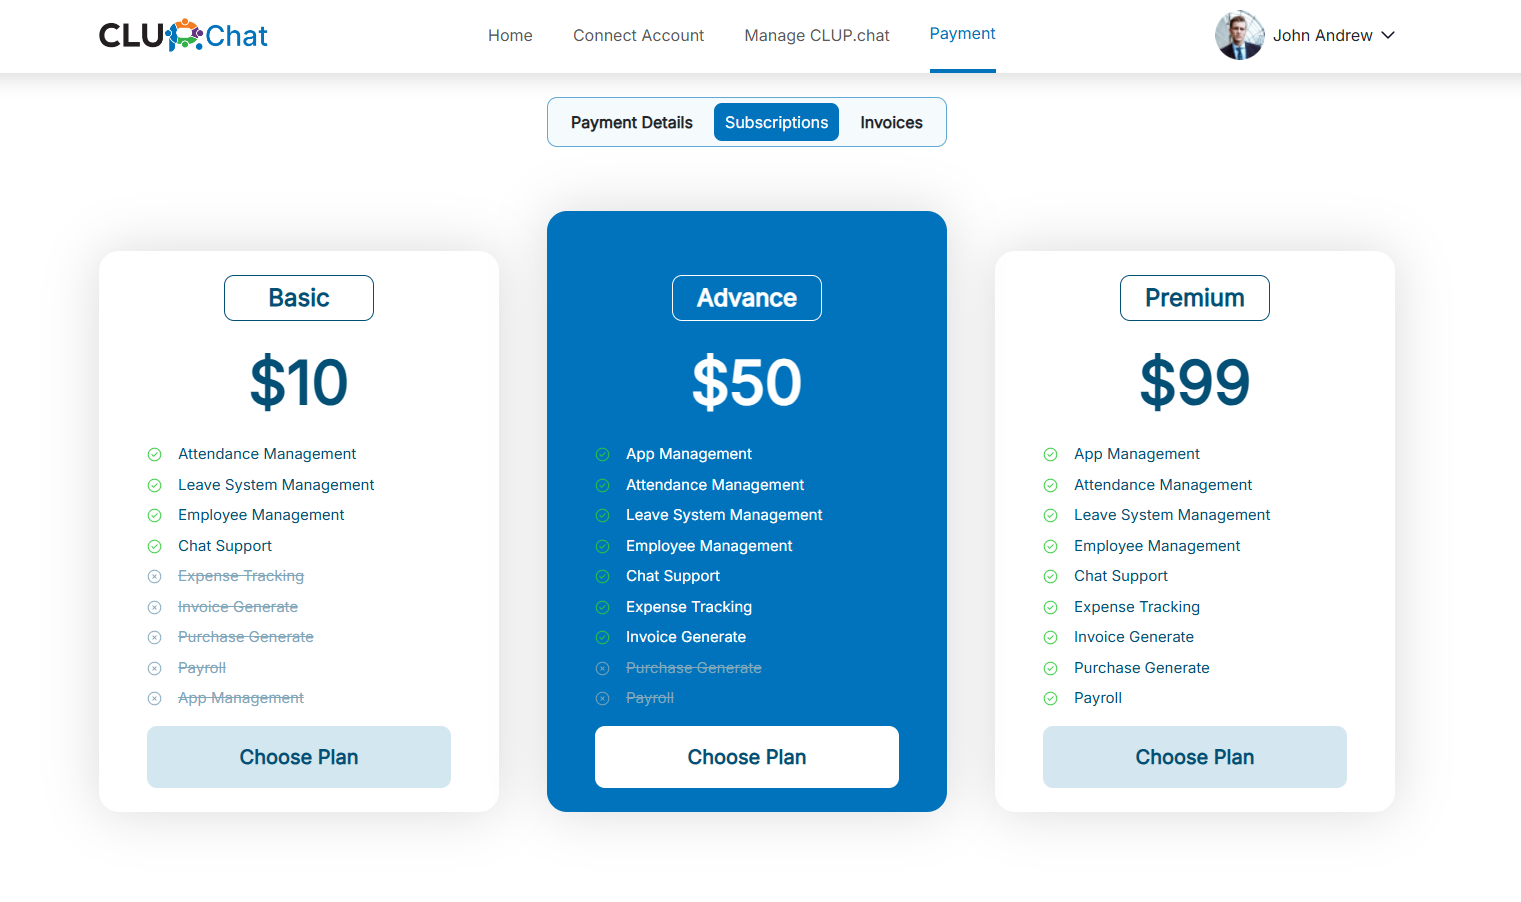 CLUP.Chat
Home
Connect Account
Manage CLUP.chat
Payment
John Andrew
Payment Details
Subscriptions
Invoices
Basic
$10
Attendance Management
Leave System Management
Employee Management
Chat Support
Expense Tracking
Invoice Generate
Purchase Generate
Payroll
App Management
Choose Plan
Advance
$50
App Management
Attendance Management
Leave System Management
Employee Management
Chat Support
Expense Tracking
Invoice Generate
Purchase Generate
Payroll
Choose Plan
Premium
$99
App Management
Attendance Management
Leave System Management
Employee Management
Chat Support
Expense Tracking
Invoice Generate
Purchase Generate
Payroll
Choose Plan